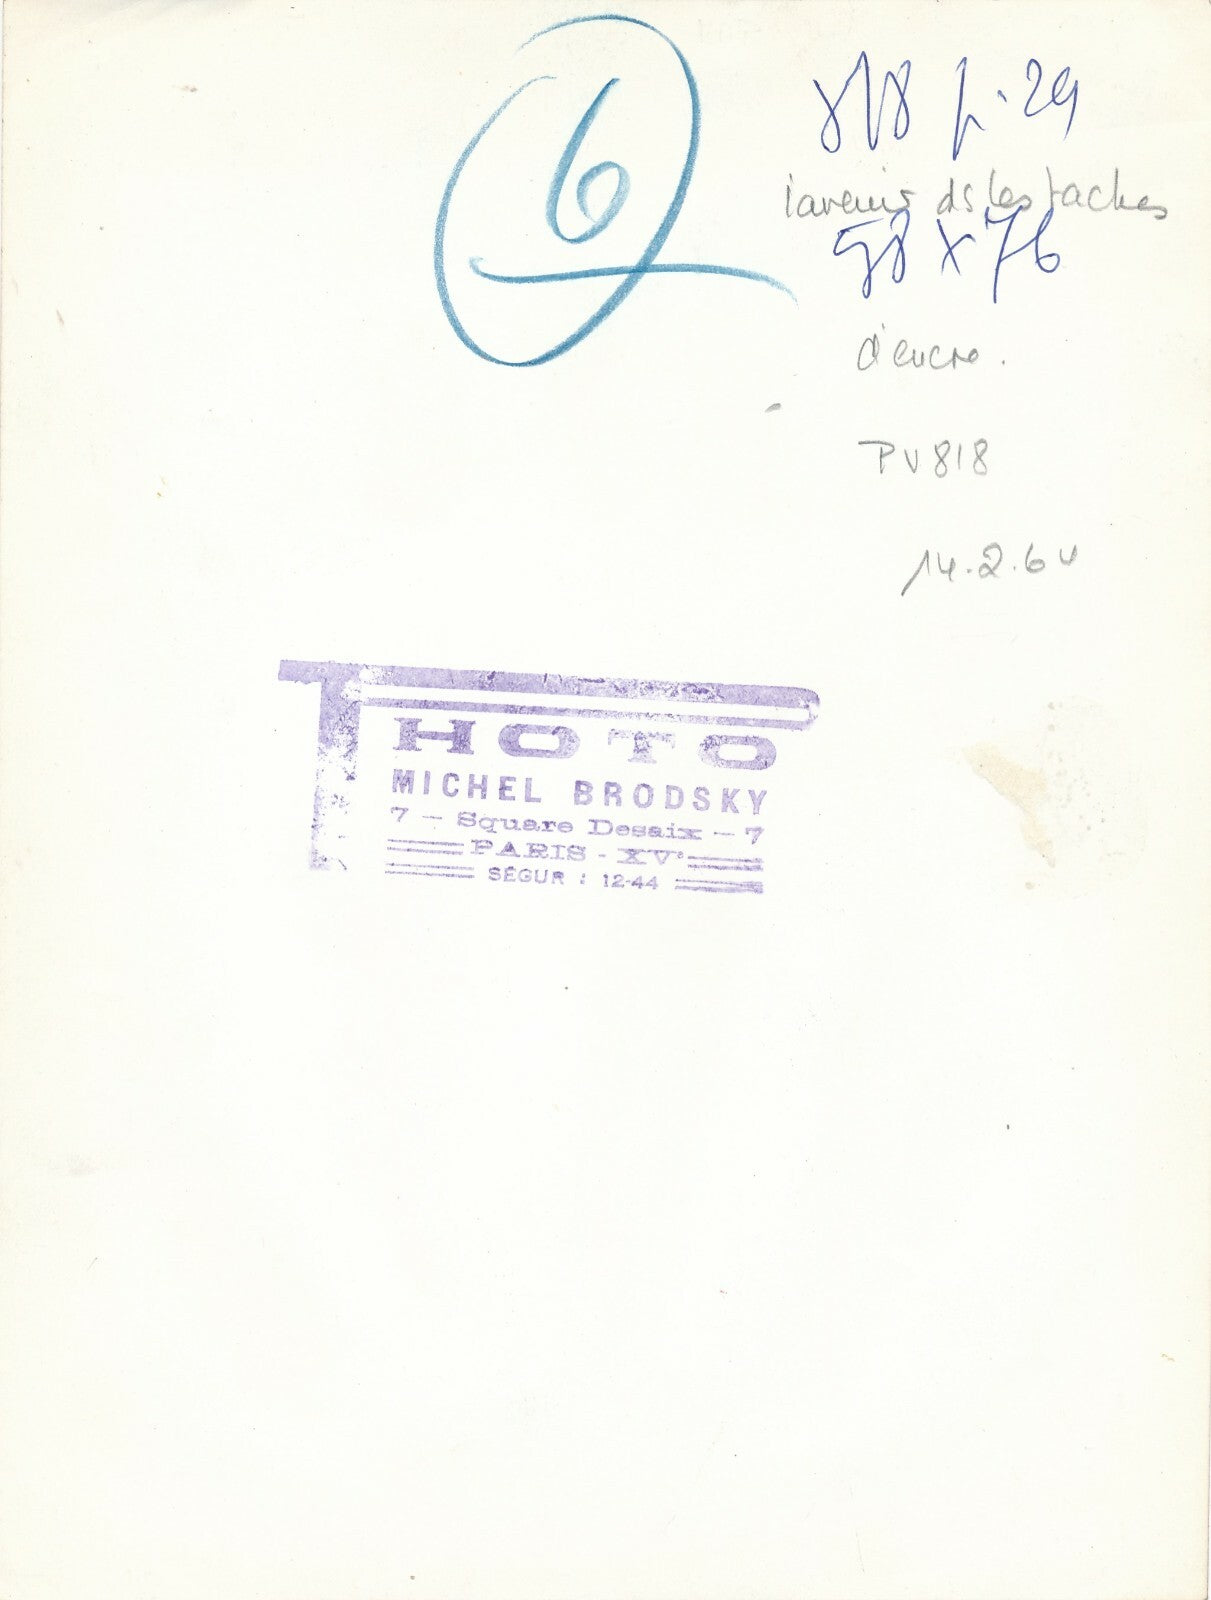 6
818 p. 29
l'avenir ds les taches
58 x 76
d'encre.
PV 818
14.2.64
PHOTO
MICHEL BRODSKY
7 - Square Desaix - 7
PARIS - XVe
SÉGUR : 12-44